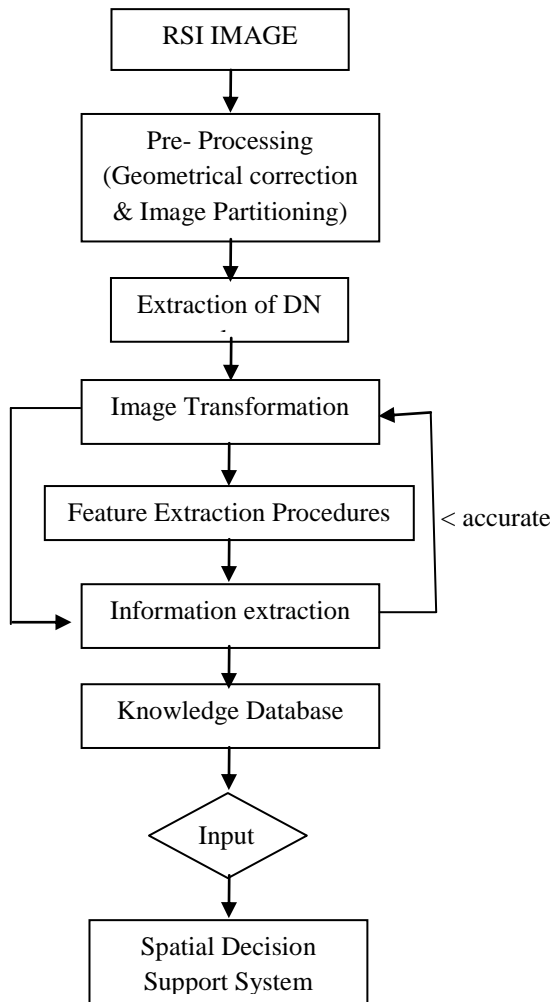 RSI IMAGE
Pre- Processing
(Geometrical correction
& Image Partitioning)
Extraction of DN
Image Transformation
Feature Extraction Procedures
< accurate
Information extraction
Knowledge Database
Input
Spatial Decision
Support System